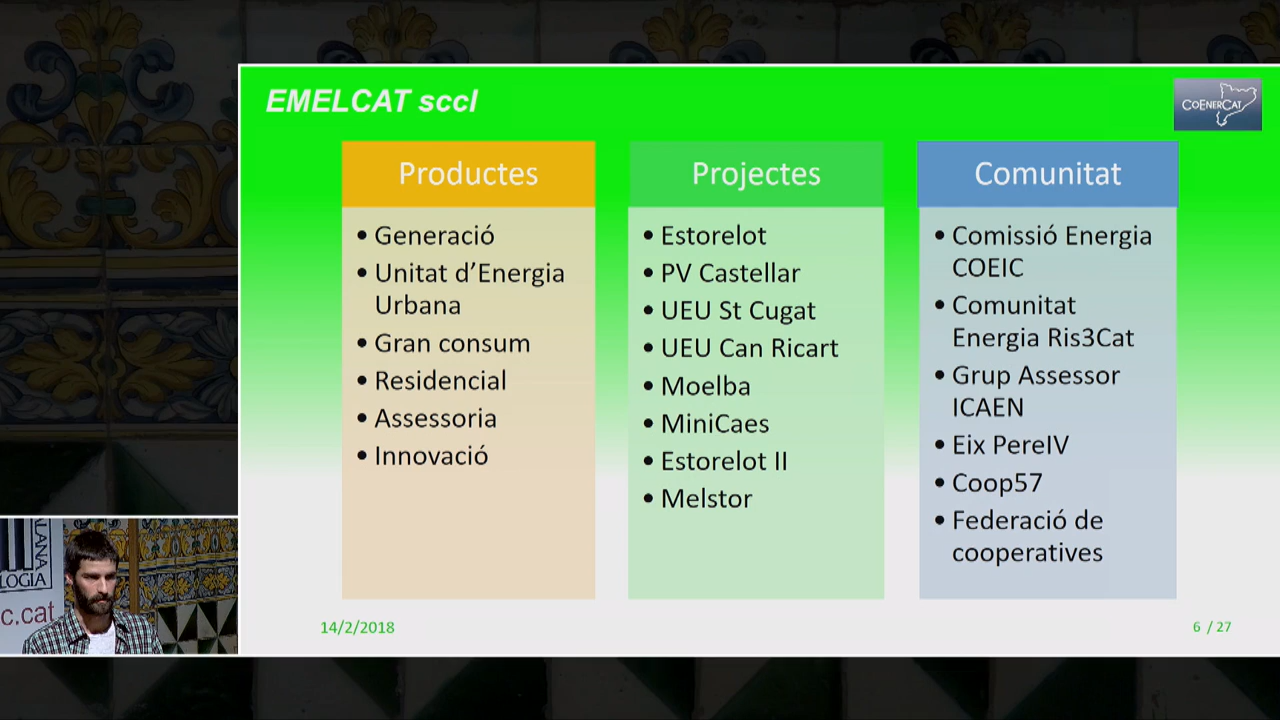 EMELCAT sccl
COENERCAT
Productes
• Generació
• Unitat d’Energia
Urbana
• Gran consum
• Residencial
• Assessoria
• Innovació
Projectes
• Estorelot
• PV Castellar
• UEU St Cugat
• UEU Can Ricart
• Moelba
• MiniCaes
• Estorelot II
• Melstor
Comunitat
• Comissió Energia
COEIC
• Comunitat
Energia Ris3Cat
• Grup Assessor
ICAEN
• Eix PereIV
• Coop57
• Federació de
cooperatives
14/2/2018
6 / 27
ALANA
LOGIA
c.cat